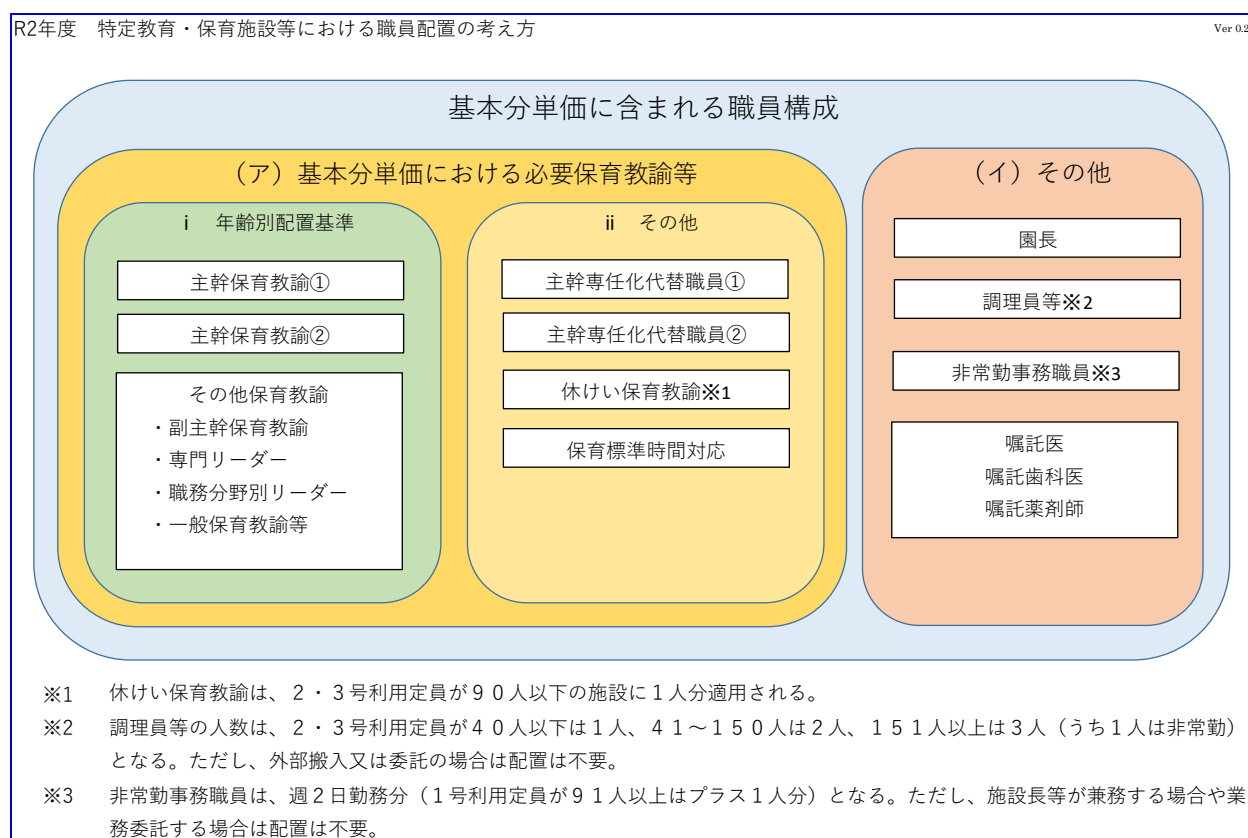 R2年度　特定教育・保育施設等における職員配置の考え方
Ver 0.2
基本分単価に含まれる職員構成
（ア）基本分単価における必要保育教諭等
i　年齢別配置基準
主幹保育教諭①
主幹保育教諭②
その他保育教諭
・副主幹保育教諭
・専門リーダー
・職務分野別リーダー
・一般保育教諭等
ii　その他
主幹専任化代替職員①
主幹専任化代替職員②
休けい保育教諭※1
保育標準時間対応
（イ）その他
園長
調理員等※2
非常勤事務職員※3
嘱託医
嘱託歯科医
嘱託薬剤師
※1　休けい保育教諭は、２・３号利用定員が９０人以下の施設に１人分適用される。
※2　調理員等の人数は、２・３号利用定員が４０人以下は１人、４１～１５０人は２人、１５１人以上は３人（うち１人は非常勤）
となる。ただし、外部搬入又は委託の場合は配置は不要。
※3　非常勤事務職員は、週２日勤務分（１号利用定員が９１人以上はプラス１人分）となる。ただし、施設長等が兼務する場合や業
務委託する場合は配置は不要。